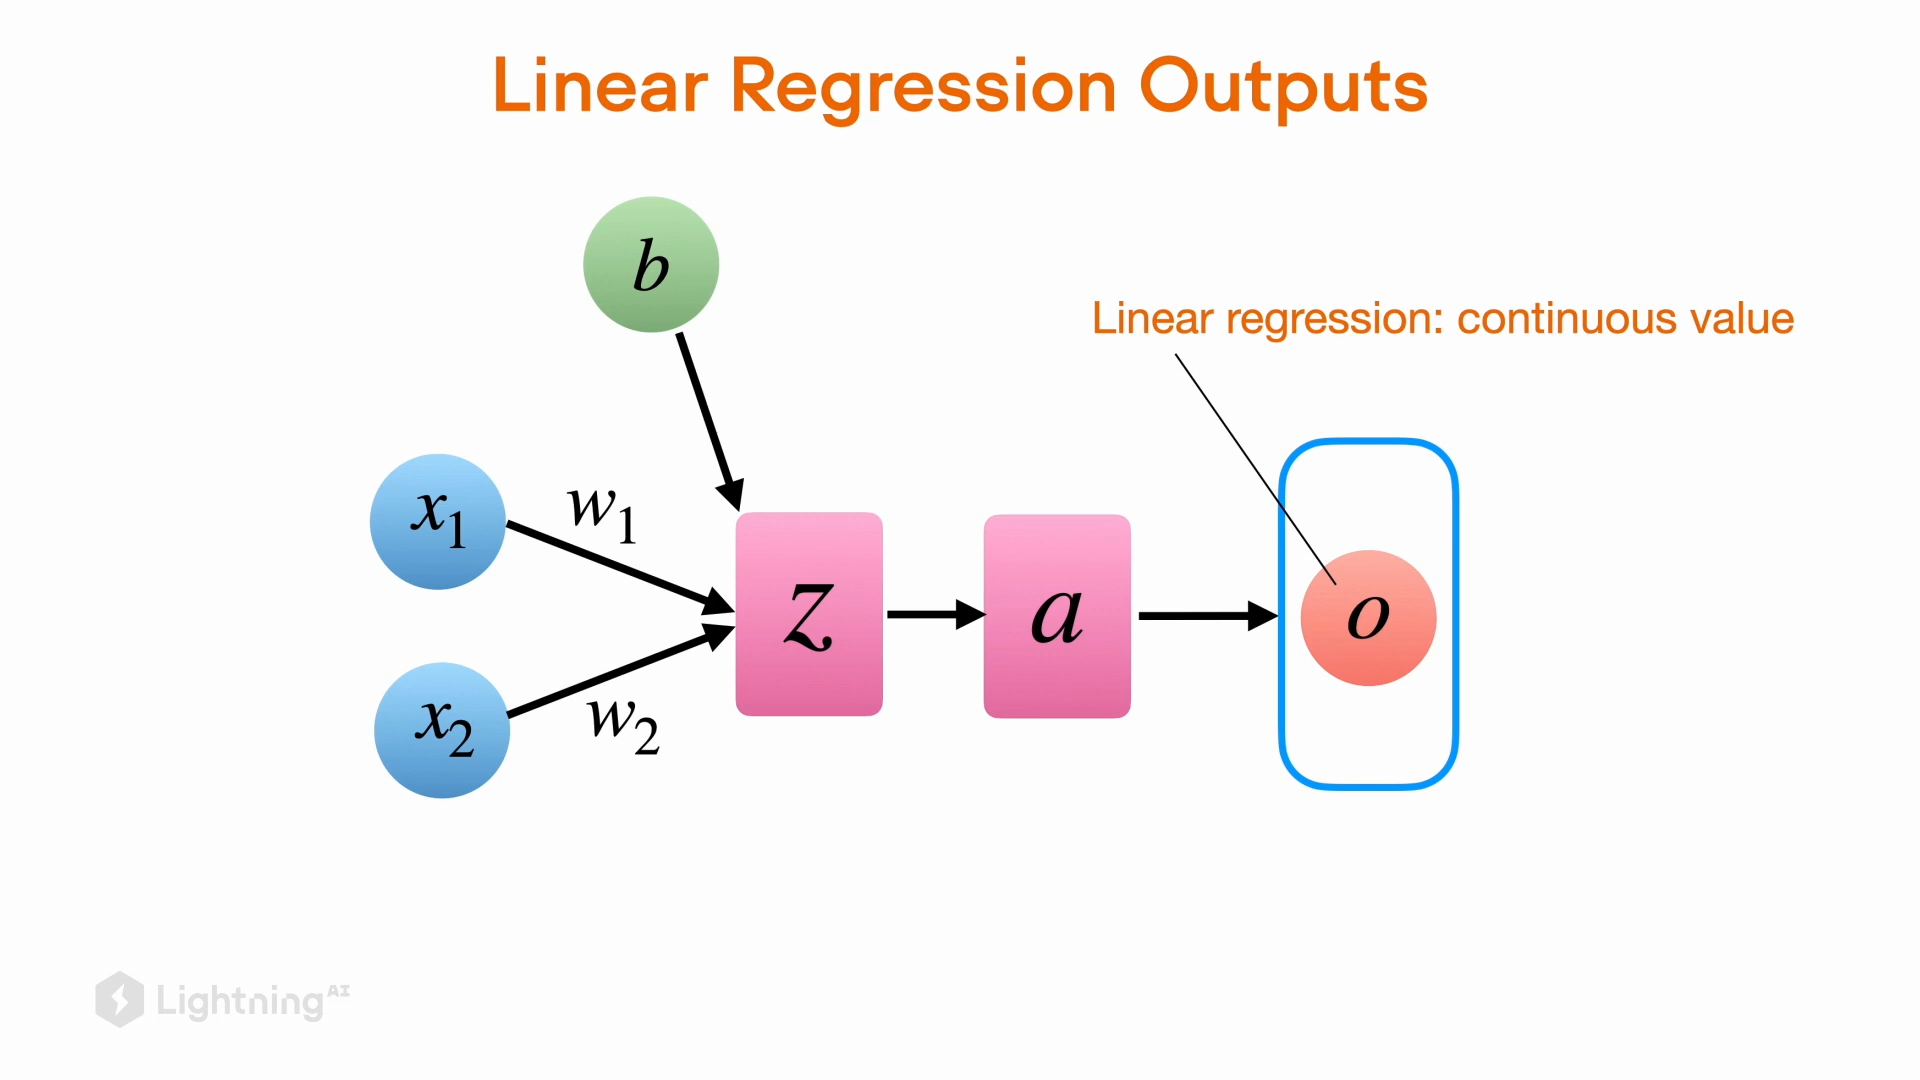 Linear Regression Outputs
b
Linear regression: continuous value
x₁
w₁
z
a
o
x₂
w₂
Lightning AI